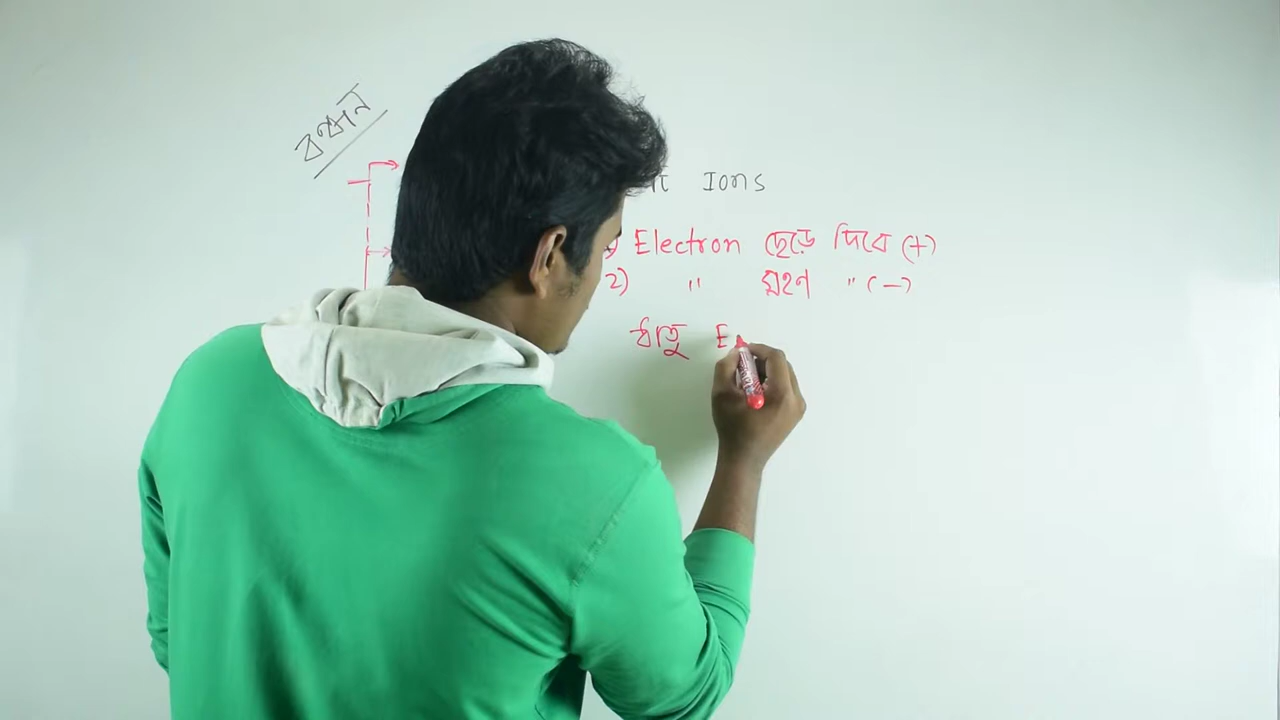 বন্ধন
Ions
Electron ছেড়ে দিবে (+)
2) " গ্রহণ " (-)
ধাতু E